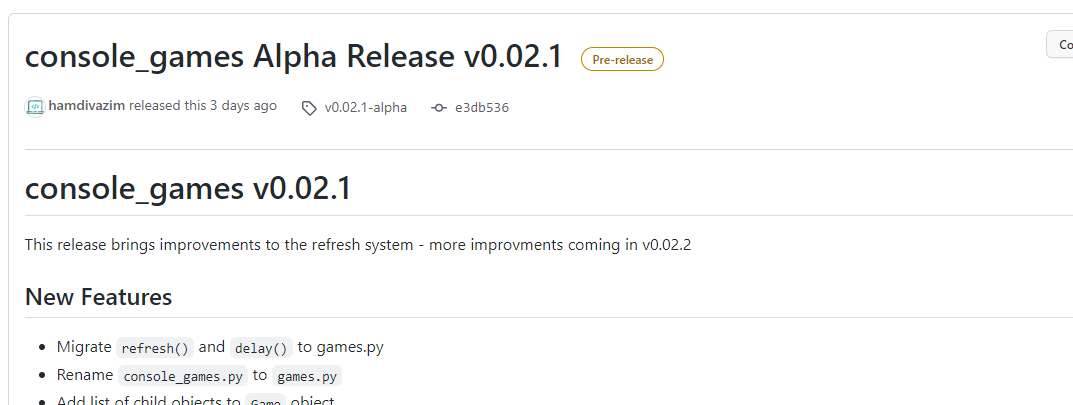 console_games Alpha Release v0.02.1 Pre-release
Co
hamdivazim released this 3 days ago v0.02.1-alpha e3db536
console_games v0.02.1
This release brings improvements to the refresh system - more improvments coming in v0.02.2
New Features
Migrate refresh() and delay() to games.py
Rename console_games.py to games.py
Add list of child objects to Game object